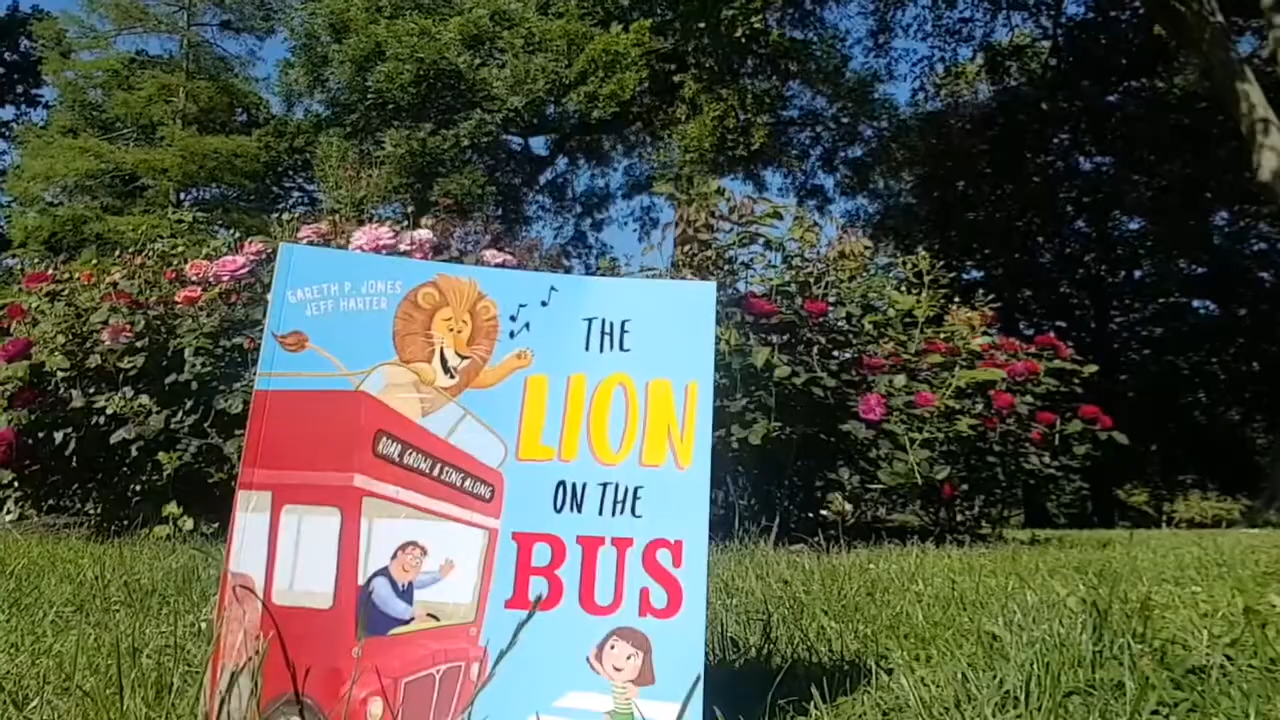 GARETH P. JONES
JEFF HARTER
THE
LION
ON THE
BUS
ROAR, GROWL & SING ALONG